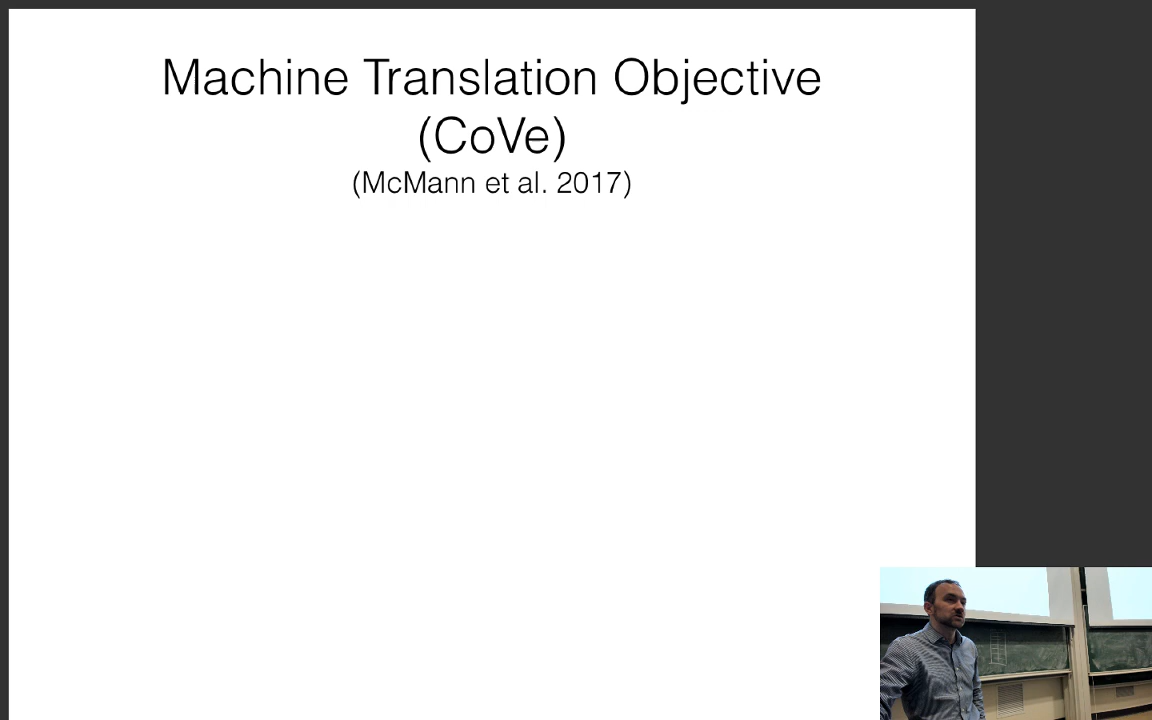 Machine Translation Objective
(CoVe)
(McMann et al. 2017)